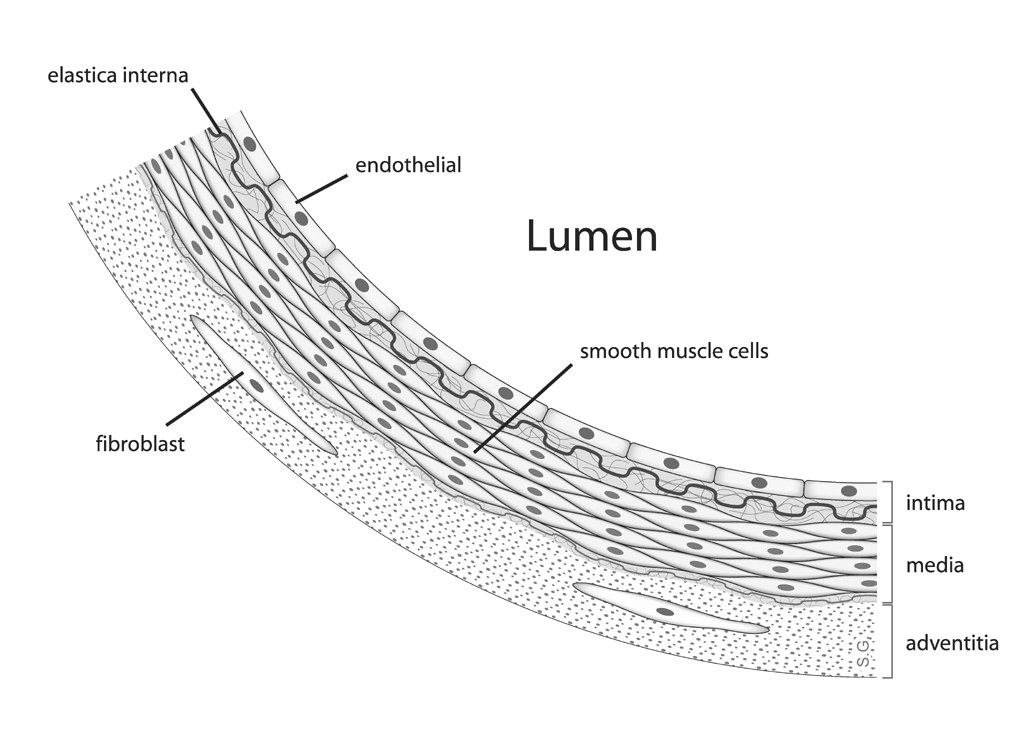 elastica interna
endothelial
Lumen
smooth muscle cells
fibroblast
intima
media
adventitia
S.G.